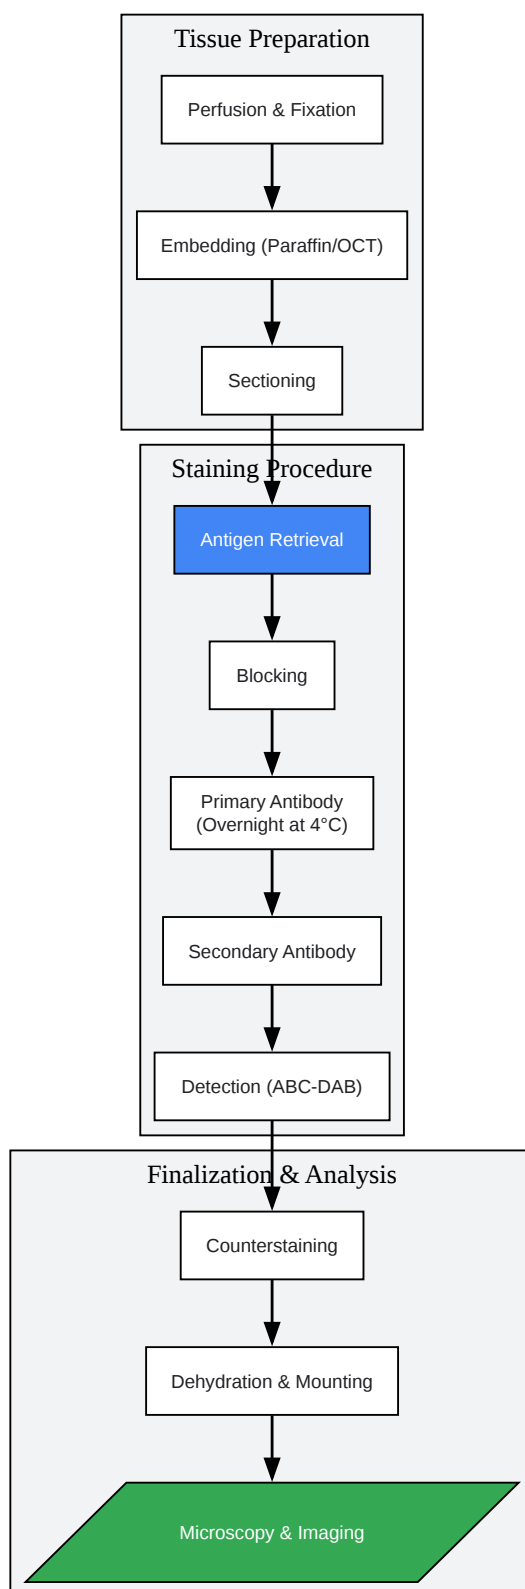 Tissue Preparation
Perfusion & Fixation
Embedding (Paraffin/OCT)
Sectioning
Staining Procedure
Antigen Retrieval
Blocking
Primary Antibody
(Overnight at 4°C)
Secondary Antibody
Detection (ABC-DAB)
Finalization & Analysis
Counterstaining
Dehydration & Mounting
Microscopy & Imaging